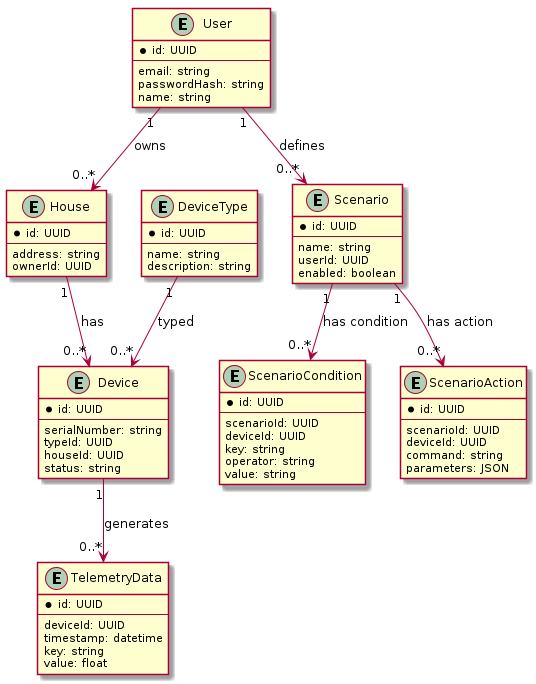 E User
id: UUID
email: string
passwordHash: string
name: string
1
1
owns
defines
0..*
0..*
E House
id: UUID
address: string
ownerId: UUID
E DeviceType
id: UUID
name: string
description: string
E Scenario
id: UUID
name: string
userId: UUID
enabled: boolean
1
1
1
1
has
typed
has condition
has action
0..*
0..*
0..*
0..*
E Device
id: UUID
serialNumber: string
typeId: UUID
houseId: UUID
status: string
E ScenarioCondition
id: UUID
scenarioId: UUID
deviceId: UUID
key: string
operator: string
value: string
E ScenarioAction
id: UUID
scenarioId: UUID
deviceId: UUID
command: string
parameters: JSON
1
generates
0..*
E TelemetryData
id: UUID
deviceId: UUID
timestamp: datetime
key: string
value: float